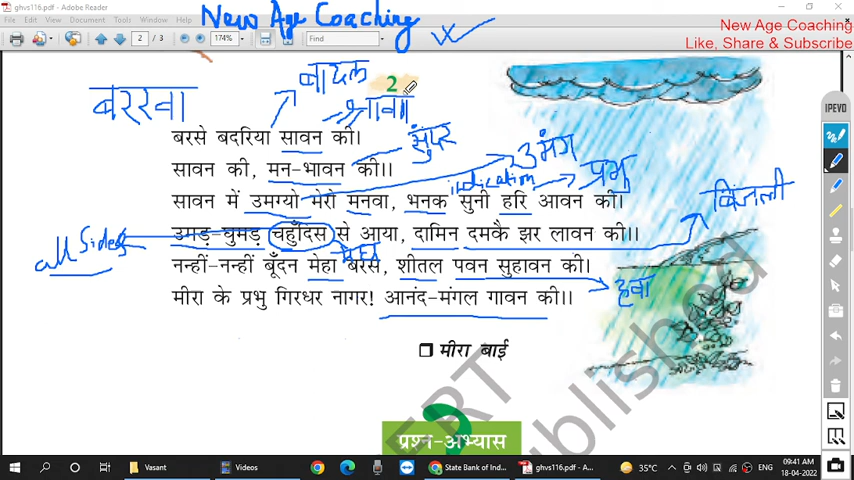 ghvs116.pdf - Adobe Reader
File Edit View Document Tools Window Help
2 / 3 174% Find
New Age Coaching
New Age Coaching
Like, Share & Subscribe
बररवा
बादल
2
श्रावण
बरसे बदरिया सावन की।
सुंदर
सावन की, मन-भावन की।।
उमंग
indication
प्रभु
सावन में उमग्यो मेरो मनवा, भनक सुनी हरि आवन की।
बिजली
उमड़-घुमड़ चहुँदिस से आया, दामिन दमकै झर लावन की।।
all Sides
नन्हीं-नन्हीं बूँदन मेहा बरसे, शीतल पवन सुहावन की।
हवा
मीरा के प्रभु गिरधर नागर! आनंद-मंगल गावन की।।
❒ मीरा बाई
प्रश्न-अभ्यास
IPEVO
Vasant
Videos
State Bank of Ind...
ghvs116.pdf - A...
35°C
ENG
09:41 AM
18-04-2022